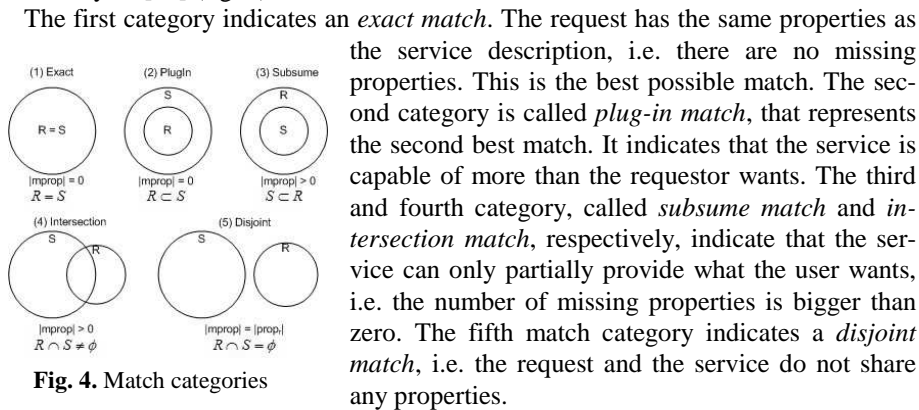 The first category indicates an exact match. The request has the same properties as
the service description, i.e. there are no missing
properties. This is the best possible match. The sec-
ond category is called plug-in match, that represents
the second best match. It indicates that the service is
capable of more than the requestor wants. The third
and fourth category, called subsume match and in-
tersection match, respectively, indicate that the ser-
vice can only partially provide what the user wants,
i.e. the number of missing properties is bigger than
zero. The fifth match category indicates a disjoint
match, i.e. the request and the service do not share
any properties.
(1) Exact (2) PlugIn (3) Subsume
S R
R = S R S
|mprop| = 0 |mprop| = 0 |mprop| > 0
R = S R ⊂ S S ⊂ R
(4) Intersection (5) Disjoint
S R S R
|mprop| > 0 |mprop| = |propᵣ|
R ∩ S ≠ ϕ R ∩ S = ϕ
Fig. 4. Match categories